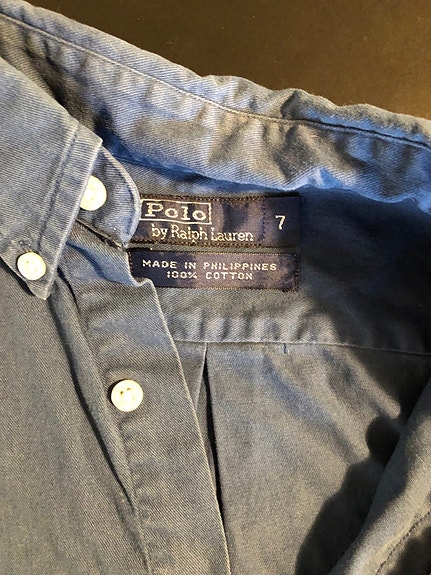 Polo
by Ralph Lauren
7
MADE IN PHILIPPINES
100% COTTON